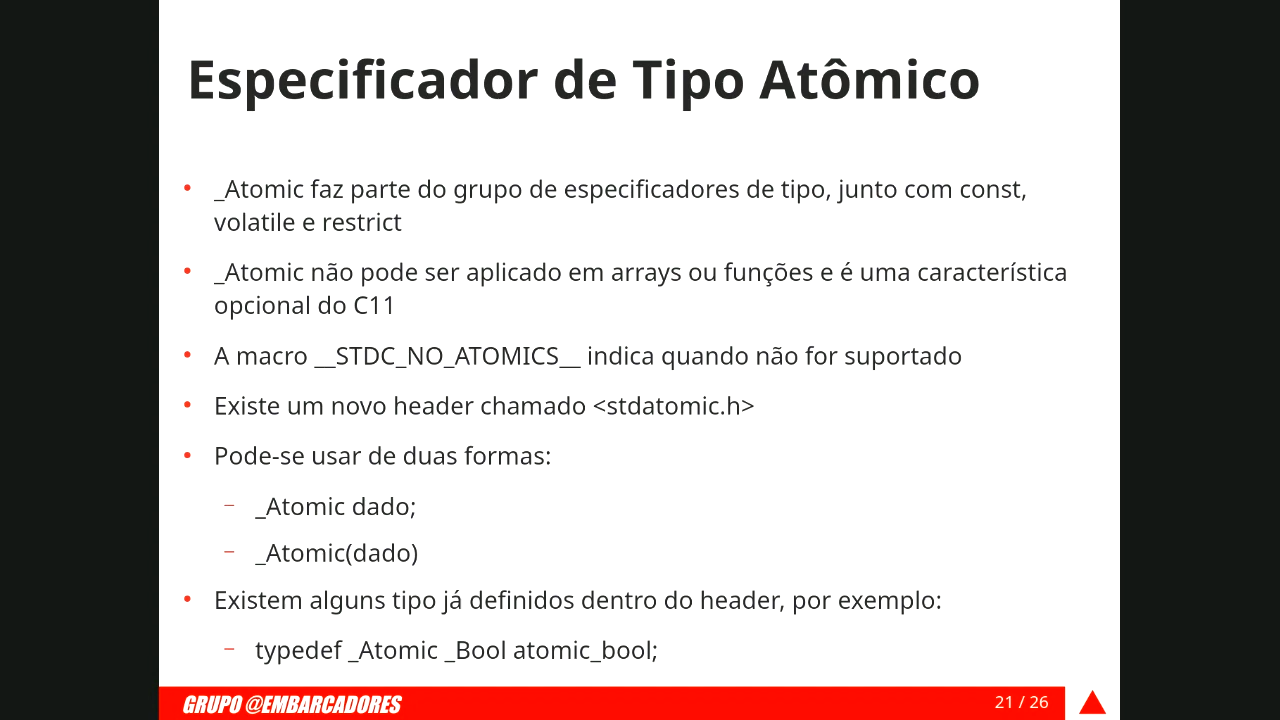 Especificador de Tipo Atômico
• _Atomic faz parte do grupo de especificadores de tipo, junto com const,
volatile e restrict
• _Atomic não pode ser aplicado em arrays ou funções e é uma característica
opcional do C11
• A macro __STDC_NO_ATOMICS__ indica quando não for suportado
• Existe um novo header chamado <stdatomic.h>
• Pode-se usar de duas formas:
– _Atomic dado;
– _Atomic(dado)
• Existem alguns tipo já definidos dentro do header, por exemplo:
– typedef _Atomic _Bool atomic_bool;
GRUPO @EMBARCADORES
21 / 26